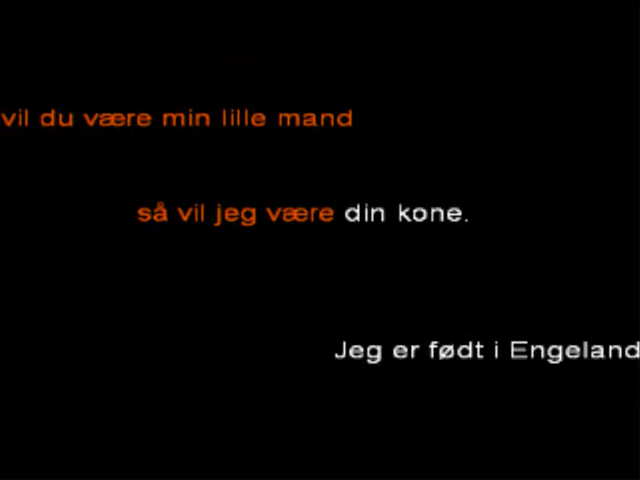 vil du være min lille mand
så vil jeg være din kone.
Jeg er født i Engeland